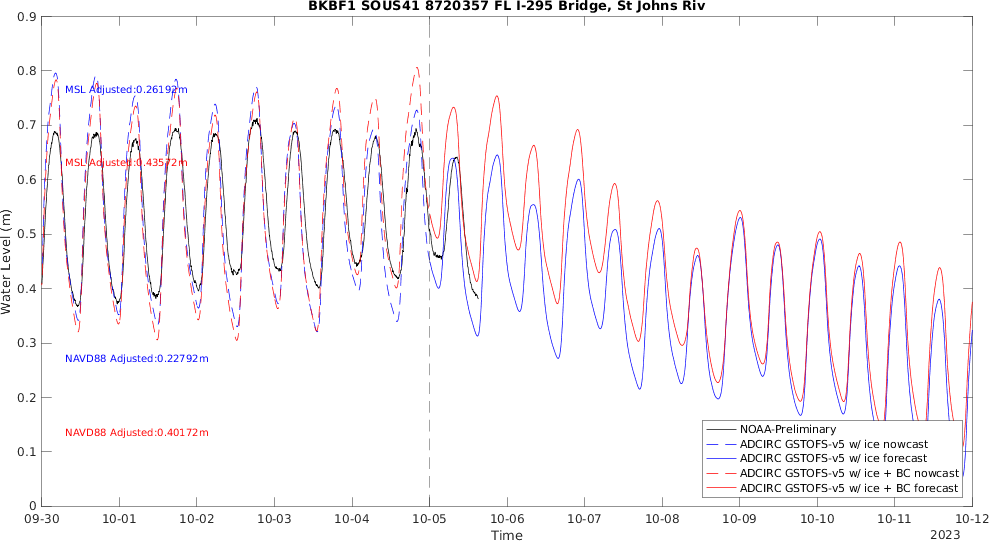 BKBF1 SOUS41 8720357 FL I-295 Bridge, St Johns Riv
0.9
0.8
0.7
0.6
0.5
0.4
0.3
0.2
0.1
0
Water Level (m)
MSL Adjusted:0.26192m
MSL Adjusted:0.43572m
NAVD88 Adjusted:0.22792m
NAVD88 Adjusted:0.40172m
NOAA-Preliminary
ADCIRC GSTOFS-v5 w/ ice nowcast
ADCIRC GSTOFS-v5 w/ ice forecast
ADCIRC GSTOFS-v5 w/ ice + BC nowcast
ADCIRC GSTOFS-v5 w/ ice + BC forecast
09-30 10-01 10-02 10-03 10-04 10-05 10-06 10-07 10-08 10-09 10-10 10-11 10-12
Time
2023